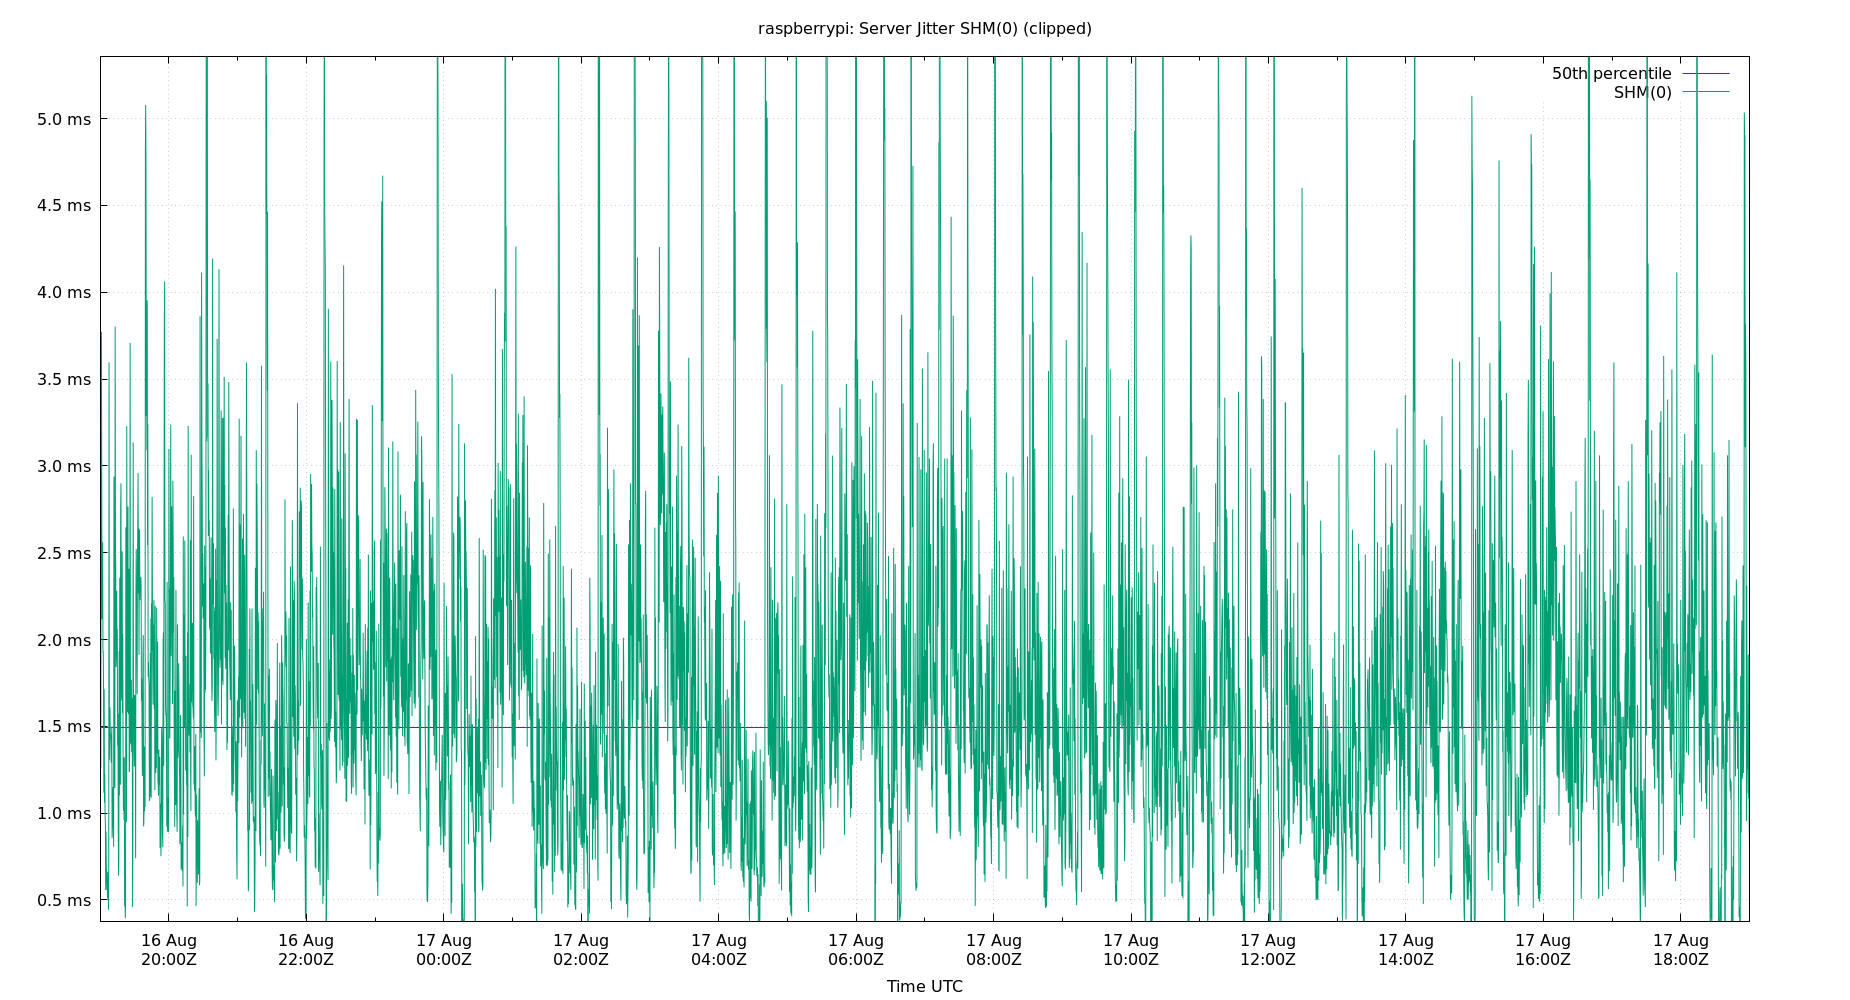 raspberrypi: Server Jitter SHM(0) (clipped)
50th percentile
SHM(0)
5.0 ms
4.5 ms
4.0 ms
3.5 ms
3.0 ms
2.5 ms
2.0 ms
1.5 ms
1.0 ms
0.5 ms
16 Aug 16 Aug 17 Aug 17 Aug 17 Aug 17 Aug 17 Aug 17 Aug 17 Aug 17 Aug 17 Aug 17 Aug
20:00Z 22:00Z 00:00Z 02:00Z 04:00Z 06:00Z 08:00Z 10:00Z 12:00Z 14:00Z 16:00Z 18:00Z
Time UTC